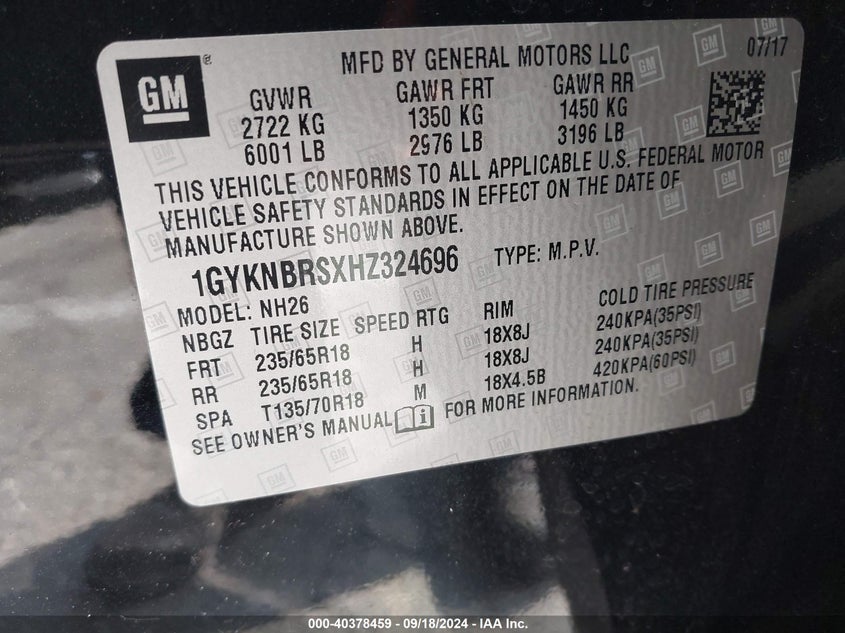 GM
MFD BY GENERAL MOTORS LLC
07/17
GVWR GAWR FRT GAWR RR
2722 KG 1350 KG 1450 KG
6001 LB 2976 LB 3196 LB
THIS VEHICLE CONFORMS TO ALL APPLICABLE U.S. FEDERAL MOTOR
VEHICLE SAFETY STANDARDS IN EFFECT ON THE DATE OF
MANUFACTURE SHOWN ABOVE.
1GYKNBRSXHZ324696 TYPE: M.P.V.
MODEL: NH26
NBGZ TIRE SIZE SPEED RTG RIM COLD TIRE PRESSURE
FRT 235/65R18 H 18X8J 240KPA(35PSI)
RR 235/65R18 H 18X8J 240KPA(35PSI)
SPA T135/70R18 M 18X4.5B 420KPA(60PSI)
SEE OWNER'S MANUAL FOR MORE INFORMATION.
000-40378459 - 09/18/2024 - IAA Inc.